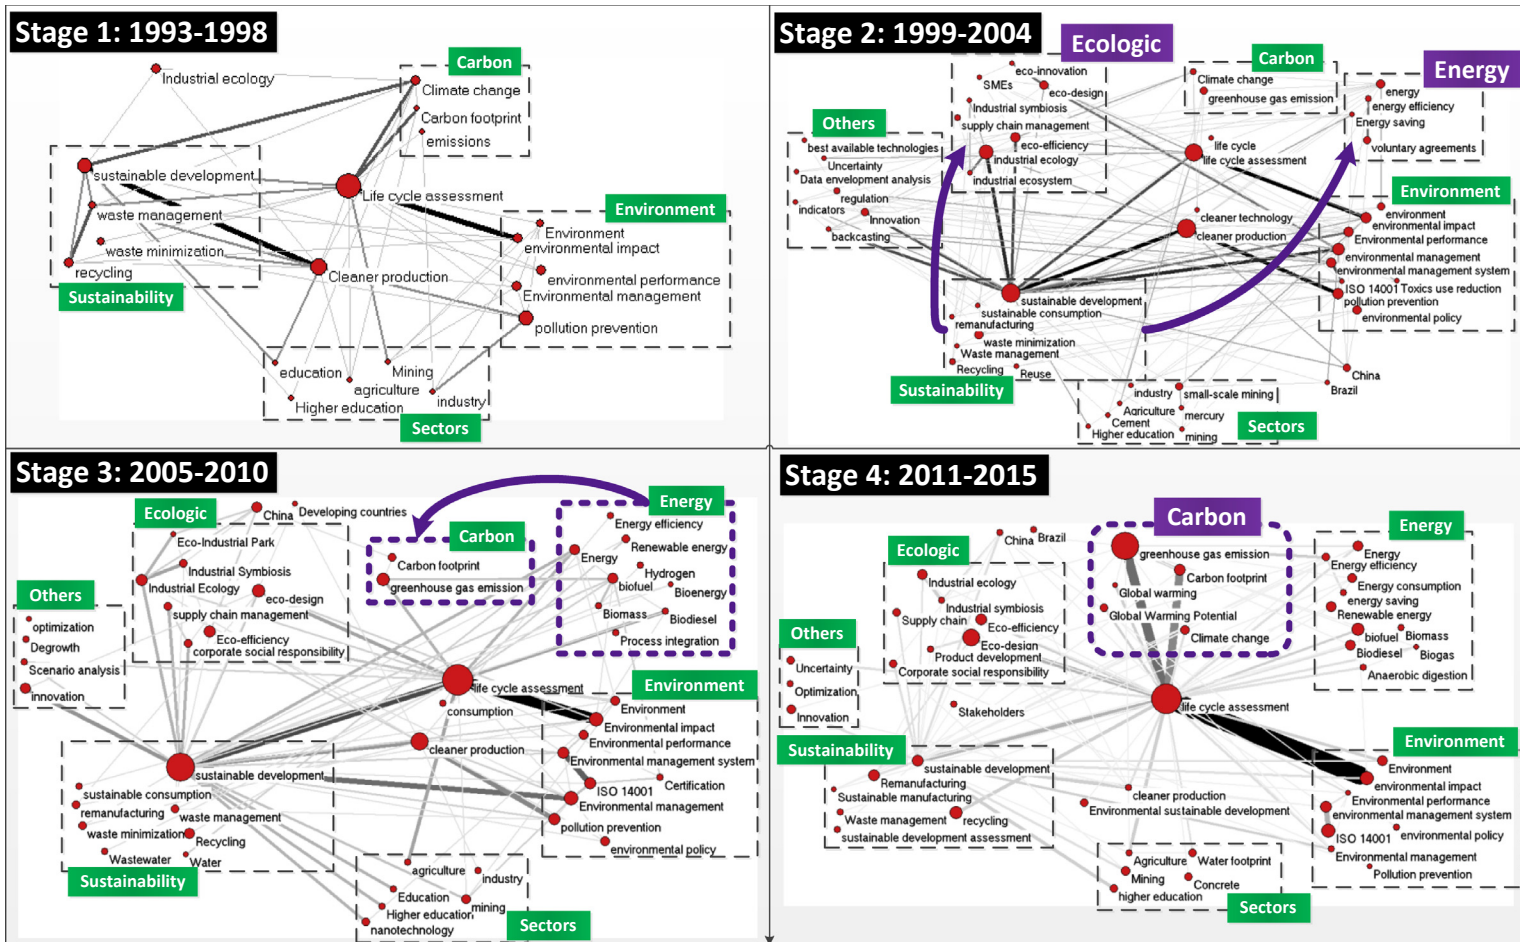 Stage 1: 1993-1998
Carbon
Industrial ecology
Climate change
Carbon footprint
emissions
sustainable development
Life cycle assessment
waste management
Environment
Environment
environmental impact
waste minimization
recycling
Cleaner production
environmental performance
Environmental management
Sustainability
pollution prevention
education
Mining
agriculture
industry
Higher education
Sectors
Stage 2: 1999-2004
Ecologic
Carbon
Energy
eco-innovation
SMEs
eco-design
Climate change
greenhouse gas emission
energy
energy efficiency
Industrial symbiosis
Energy saving
Others
supply chain management
best available technologies
eco-efficiency
life cycle
voluntary agreements
Uncertainty
industrial ecology
life cycle assessment
Data envelopment analysis
industrial ecosystem
Environment
regulation
indicators
Innovation
cleaner technology
environment
environmental impact
backcasting
cleaner production
Environmental performance
environmental management
environmental management system
ISO 14001
Toxics use reduction
sustainable development
pollution prevention
sustainable consumption
environmental policy
remanufacturing
waste minimization
Waste management
Recycling
Reuse
China
Brazil
Sustainability
industry
small-scale mining
Agriculture
mercury
Cement
Higher education
mining
Sectors
Stage 3: 2005-2010
Energy
Ecologic
China
Developing countries
Energy efficiency
Carbon
Eco-Industrial Park
Renewable energy
Energy
Carbon footprint
Industrial Symbiosis
Hydrogen
Industrial Ecology
greenhouse gas emission
biofuel
Bioenergy
eco-design
Others
supply chain management
Biomass
Biodiesel
optimization
Eco-efficiency
Process integration
Degrowth
corporate social responsibility
Scenario analysis
innovation
life cycle assessment
Environment
consumption
Environment
Environmental impact
Environmental performance
cleaner production
Environmental management system
sustainable development
ISO 14001
Certification
sustainable consumption
Environmental management
remanufacturing
waste management
pollution prevention
waste minimization
Recycling
environmental policy
Wastewater
Water
Sustainability
agriculture
industry
Education
mining
Higher education
nanotechnology
Sectors
Stage 4: 2011-2015
Carbon
Energy
China
Brazil
Ecologic
greenhouse gas emission
Energy
Energy efficiency
Industrial ecology
Carbon footprint
Global warming
Energy consumption
energy saving
Industrial symbiosis
Supply chain
Global Warming Potential
Renewable energy
Eco-efficiency
Climate change
biofuel
Biomass
Others
Eco-design
Biodiesel
Biogas
Product development
Uncertainty
Corporate social responsibility
Anaerobic digestion
Optimization
Innovation
Stakeholders
life cycle assessment
Sustainability
Environment
sustainable development
Environment
Remanufacturing
environmental impact
Sustainable manufacturing
cleaner production
Environmental performance
Waste management
recycling
Environmental sustainable development
environmental management system
sustainable development assessment
ISO 14001
environmental policy
Agriculture
Water footprint
Environmental management
Mining
Concrete
Pollution prevention
higher education
Sectors